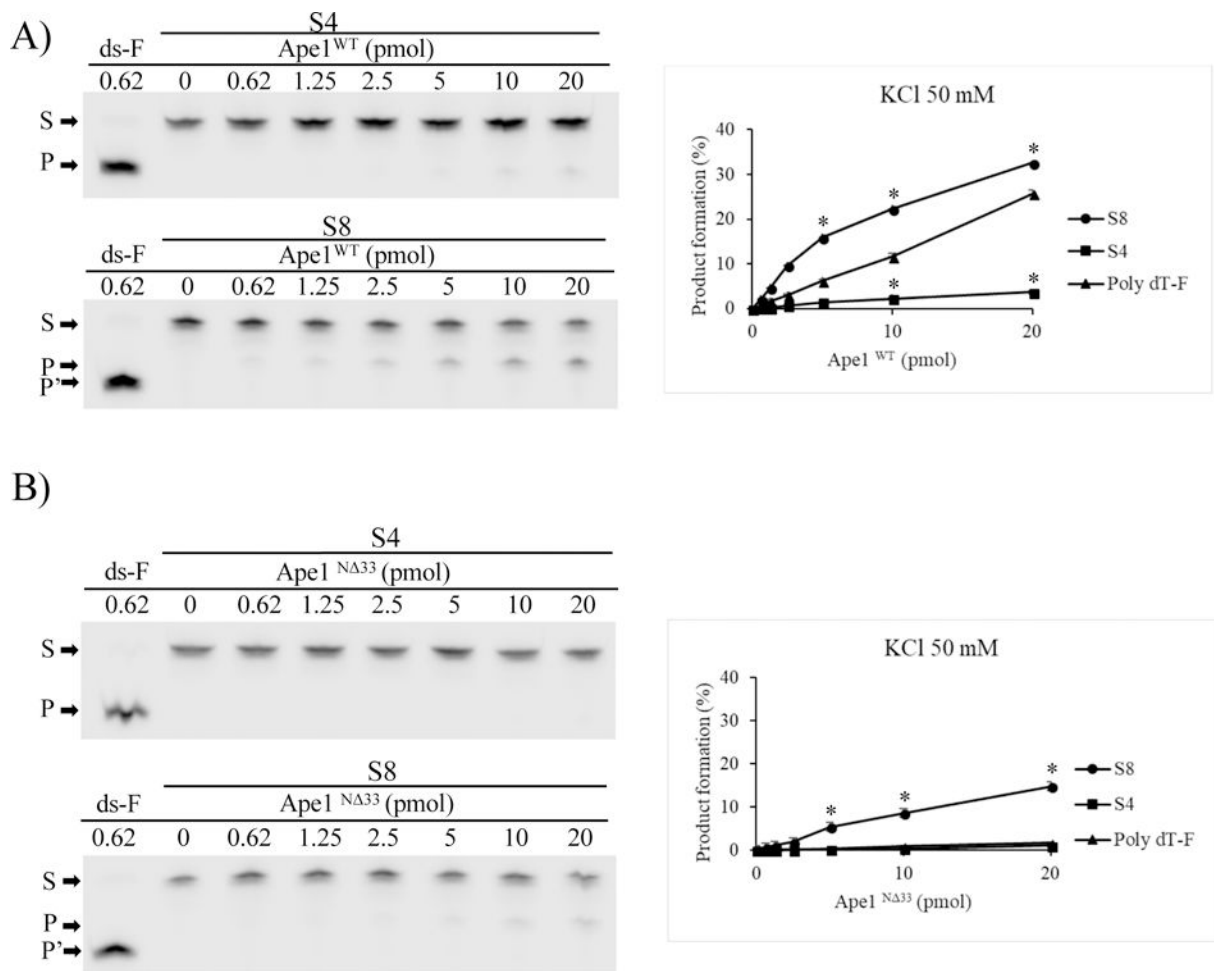 A)
S4
ds-F Ape1 WT (pmol)
0.62 0 0.62 1.25 2.5 5 10 20
S
P
S8
ds-F Ape1 WT (pmol)
0.62 0 0.62 1.25 2.5 5 10 20
S
P
P'
KCl 50 mM
Product formation (%)
40
30
20
10
0
* * * *
* *
0 10 20
Ape1 WT (pmol)
S8
S4
Poly dT-F
B)
S4
ds-F Ape1 NΔ33 (pmol)
0.62 0 0.62 1.25 2.5 5 10 20
S
P
S8
ds-F Ape1 NΔ33 (pmol)
0.62 0 0.62 1.25 2.5 5 10 20
S
P
P'
KCl 50 mM
Product formation (%)
40
30
20
10
0
* * *
0 10 20
Ape1 NΔ33 (pmol)
S8
S4
Poly dT-F